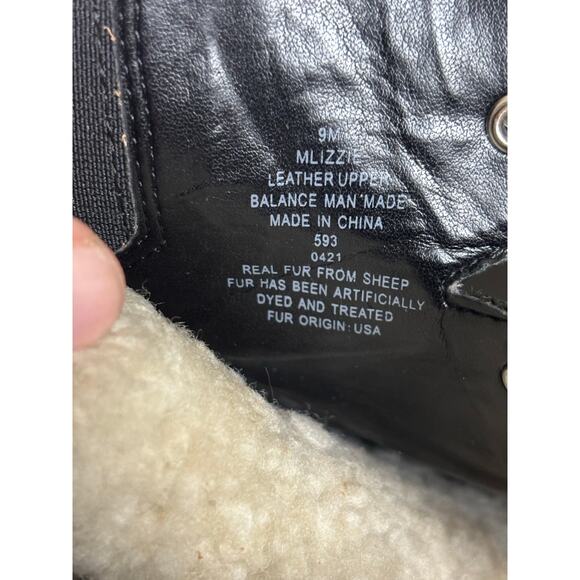 9M
MLIZZIE
LEATHER UPPER
BALANCE MAN MADE
MADE IN CHINA
593
0421
REAL FUR FROM SHEEP
FUR HAS BEEN ARTIFICIALLY
DYED AND TREATED
FUR ORIGIN: USA